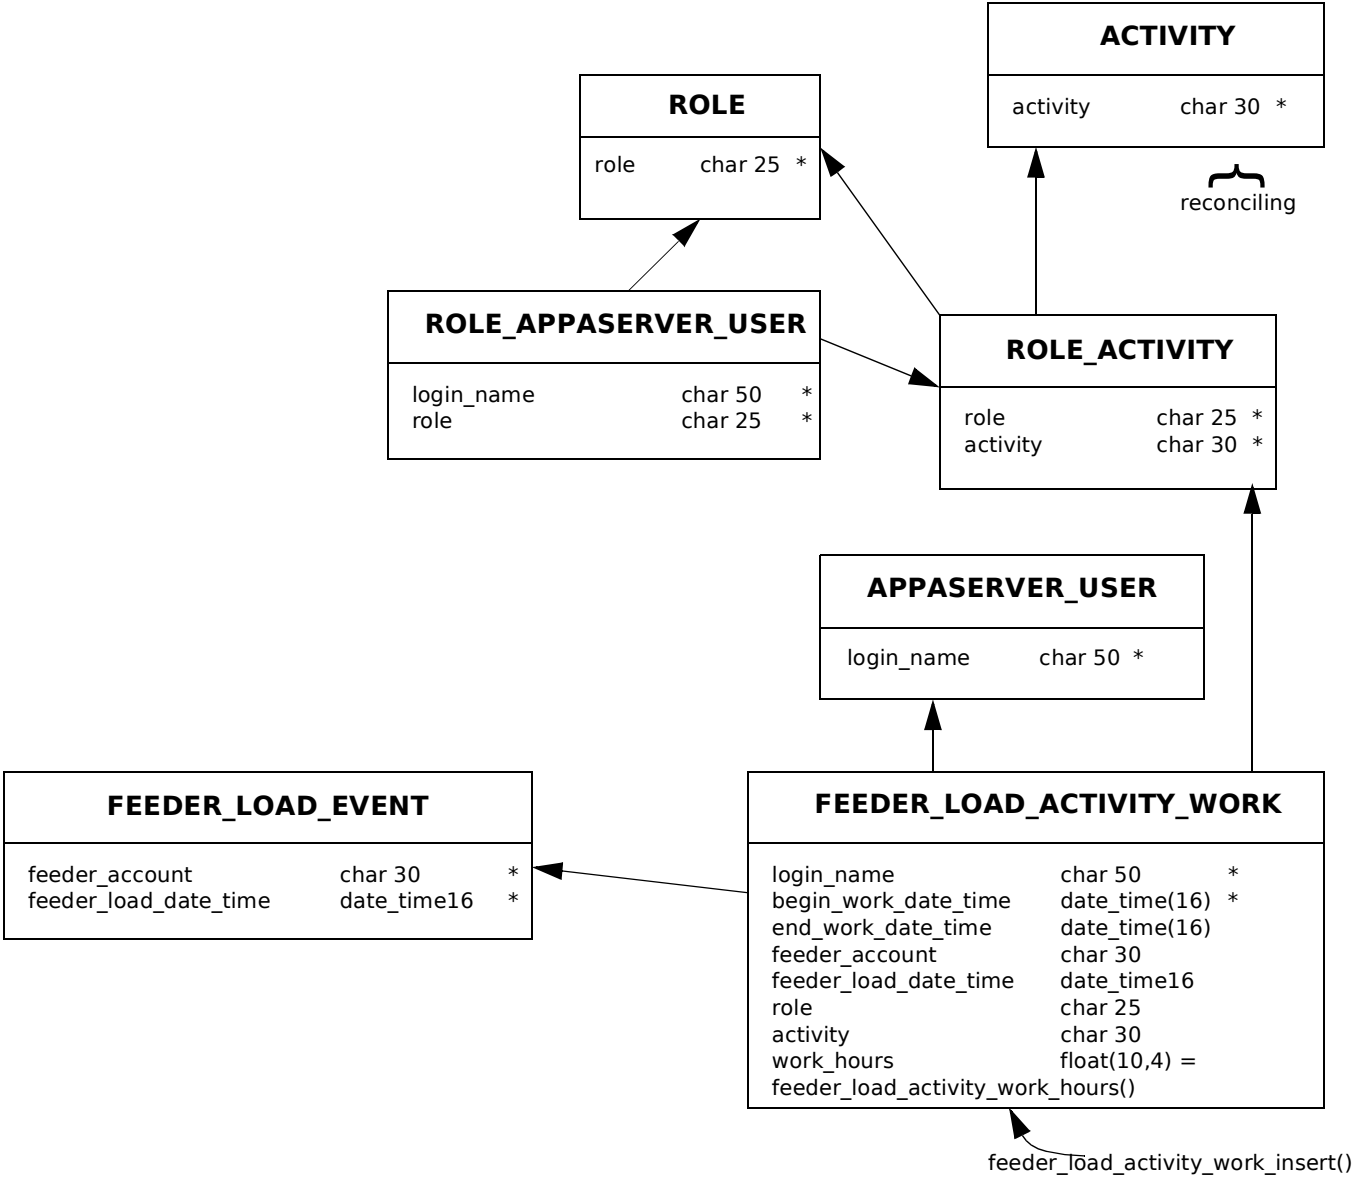 ACTIVITY
activity char 30 *
reconciling
ROLE
role char 25 *
ROLE_APPASERVER_USER
login_name char 50 *
role char 25 *
ROLE_ACTIVITY
role char 25 *
activity char 30 *
APPASERVER_USER
login_name char 50 *
FEEDER_LOAD_EVENT
feeder_account char 30 *
feeder_load_date_time date_time16 *
FEEDER_LOAD_ACTIVITY_WORK
login_name char 50 *
begin_work_date_time date_time(16) *
end_work_date_time date_time(16)
feeder_account char 30
feeder_load_date_time date_time16
role char 25
activity char 30
work_hours float(10,4) =
feeder_load_activity_work_hours()
feeder_load_activity_work_insert()